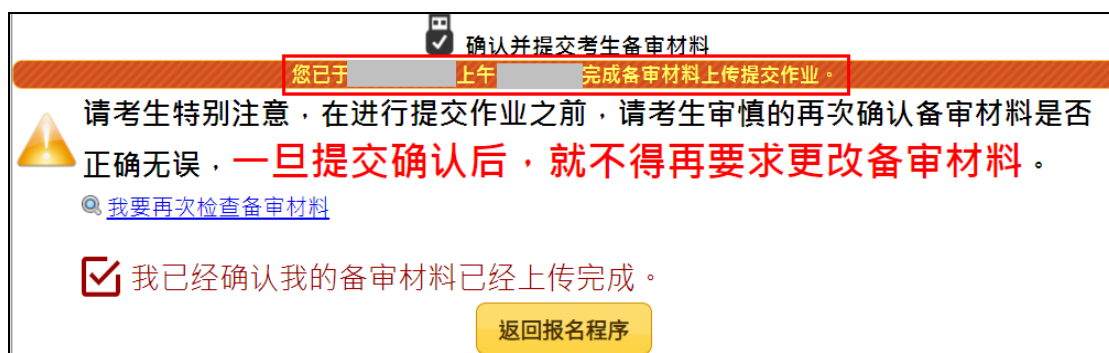 确认并提交考生备审材料
您已于 上午 完成备审材料上传提交作业。
请考生特别注意，在进行提交作业之前，请考生审慎的再次确认备审材料是否
正确无误，一旦提交确认后，就不得再要求更改备审材料。
我要再次检查备审材料
我已经确认我的备审材料已经上传完成。
返回报名程序